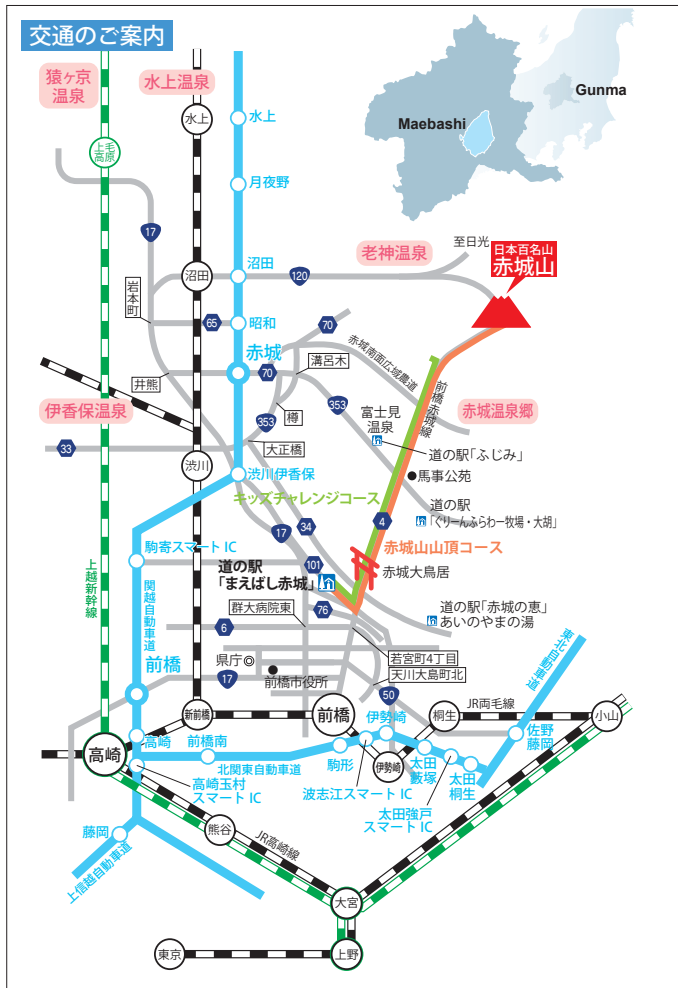 交通のご案内
猿ヶ京
温泉
水上温泉
Gunma
Maebashi
水上
水上
上毛
高原
月夜野
17
老神温泉
至日光
日本百名山
赤城山
沼田
沼田
120
岩本町
65
昭和
70
赤城
溝呂木
赤城南面広域農道
井熊
70
353
前橋赤城線
伊香保温泉
樽
353
富士見
温泉
赤城温泉郷
33
大正橋
道の駅「ふじみ」
渋川
渋川伊香保
馬事公苑
キッズチャレンジコース
道の駅
「ぐりーんふらわー牧場・大胡」
34
4
17
赤城山山頂コース
駒寄スマート IC
101
道の駅
「まえばし赤城」
赤城大鳥居
上越新幹線
関越自動車道
群大病院東
76
道の駅「赤城の恵」
あいのやまの湯
6
若宮町4丁目
東北自動車道
前橋
県庁
17
前橋市役所
天川大島町北
50
JR両毛線
新前橋
前橋
伊勢崎
桐生
小山
高崎
高崎
前橋南
北関東自動車道
駒形
伊勢崎
太田
藪塚
太田
桐生
佐野
藤岡
高崎玉村
スマート IC
波志江スマート IC
太田強戸
スマート IC
藤岡
熊谷
JR高崎線
上信越自動車道
大宮
東京
上野